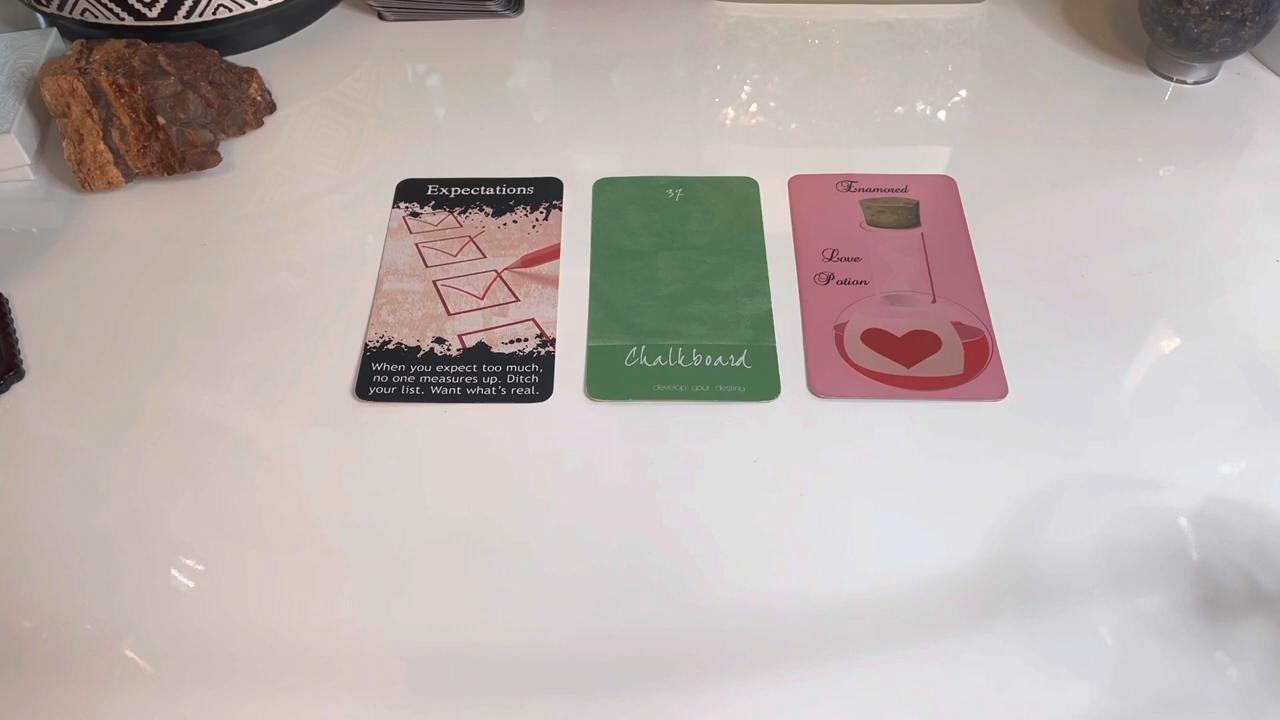 Expectations
When you expect too much,
no one measures up. Ditch
your list. Want what's real.
37
Chalkboard
develop your destiny
Enamored
Love
Potion